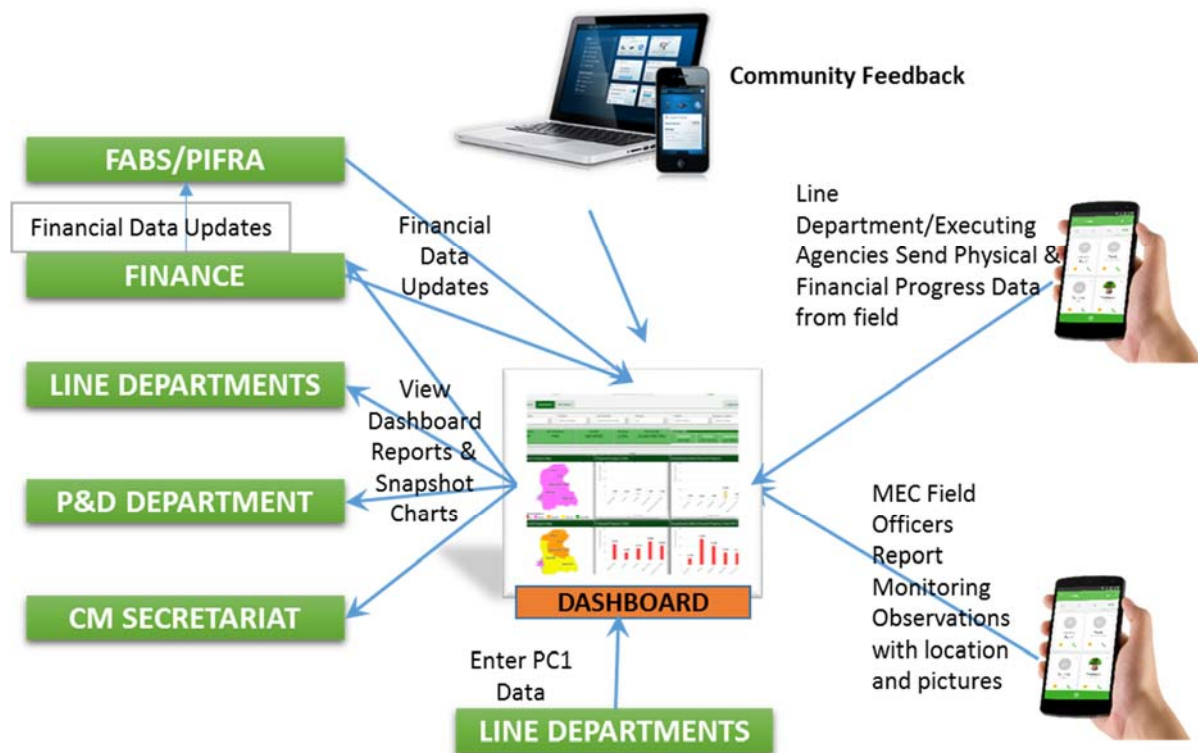 Community Feedback
FABS/PIFRA
Financial Data Updates
FINANCE
Financial
Data
Updates
Line
Department/Executing
Agencies Send Physical &
Financial Progress Data
from field
LINE DEPARTMENTS
View
Dashboard
Reports &
Snapshot
Charts
P&D DEPARTMENT
CM SECRETARIAT
MEC Field
Officers
Report
Monitoring
Observations
with location
and pictures
DASHBOARD
Enter PC1
Data
LINE DEPARTMENTS